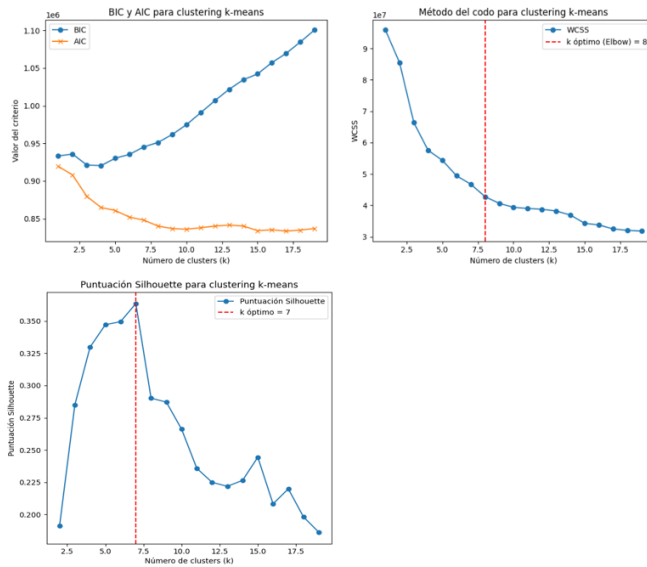 BIC y AIC para clustering k-means
1e6
BIC
AIC
1.10
1.05
1.00
0.95
0.90
0.85
Valor del criterio
2.5 5.0 7.5 10.0 12.5 15.0 17.5
Número de clusters (k)
Método del codo para clustering k-means
1e7
WCSS
k óptimo (Elbow) = 8
9
8
7
6
5
4
3
WCSS
2.5 5.0 7.5 10.0 12.5 15.0 17.5
Número de clusters (k)
Puntuación Silhouette para clustering k-means
Puntuación Silhouette
k óptimo = 7
0.350
0.325
0.300
0.275
0.250
0.225
0.200
Puntuación Silhouette
2.5 5.0 7.5 10.0 12.5 15.0 17.5
Número de clusters (k)